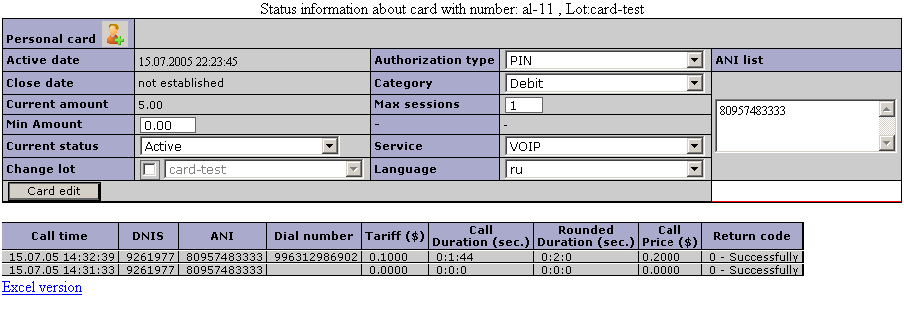 Status information about card with number: al-11 , Lot:card-test
Personal card
Active date 15.07.2005 22:23:45 Authorization type PIN ANI list
Close date not established Category Debit
Current amount 5.00 Max sessions 1 80957483333
Min Amount 0.00 - -
Current status Active Service VOIP
Change lot card-test Language ru
Card edit
Call time DNIS ANI Dial number Tariff ($) Call Duration (sec.) Rounded Duration (sec.) Call Price ($) Return code
15.07.05 14:32:39 9261977 80957483333 996312986902 0.1000 0:1:44 0:2:0 0.2000 0 - Successfully
15.07.05 14:31:33 9261977 80957483333 0.0000 0:0:0 0.0000 0 - Successfully
Excel version